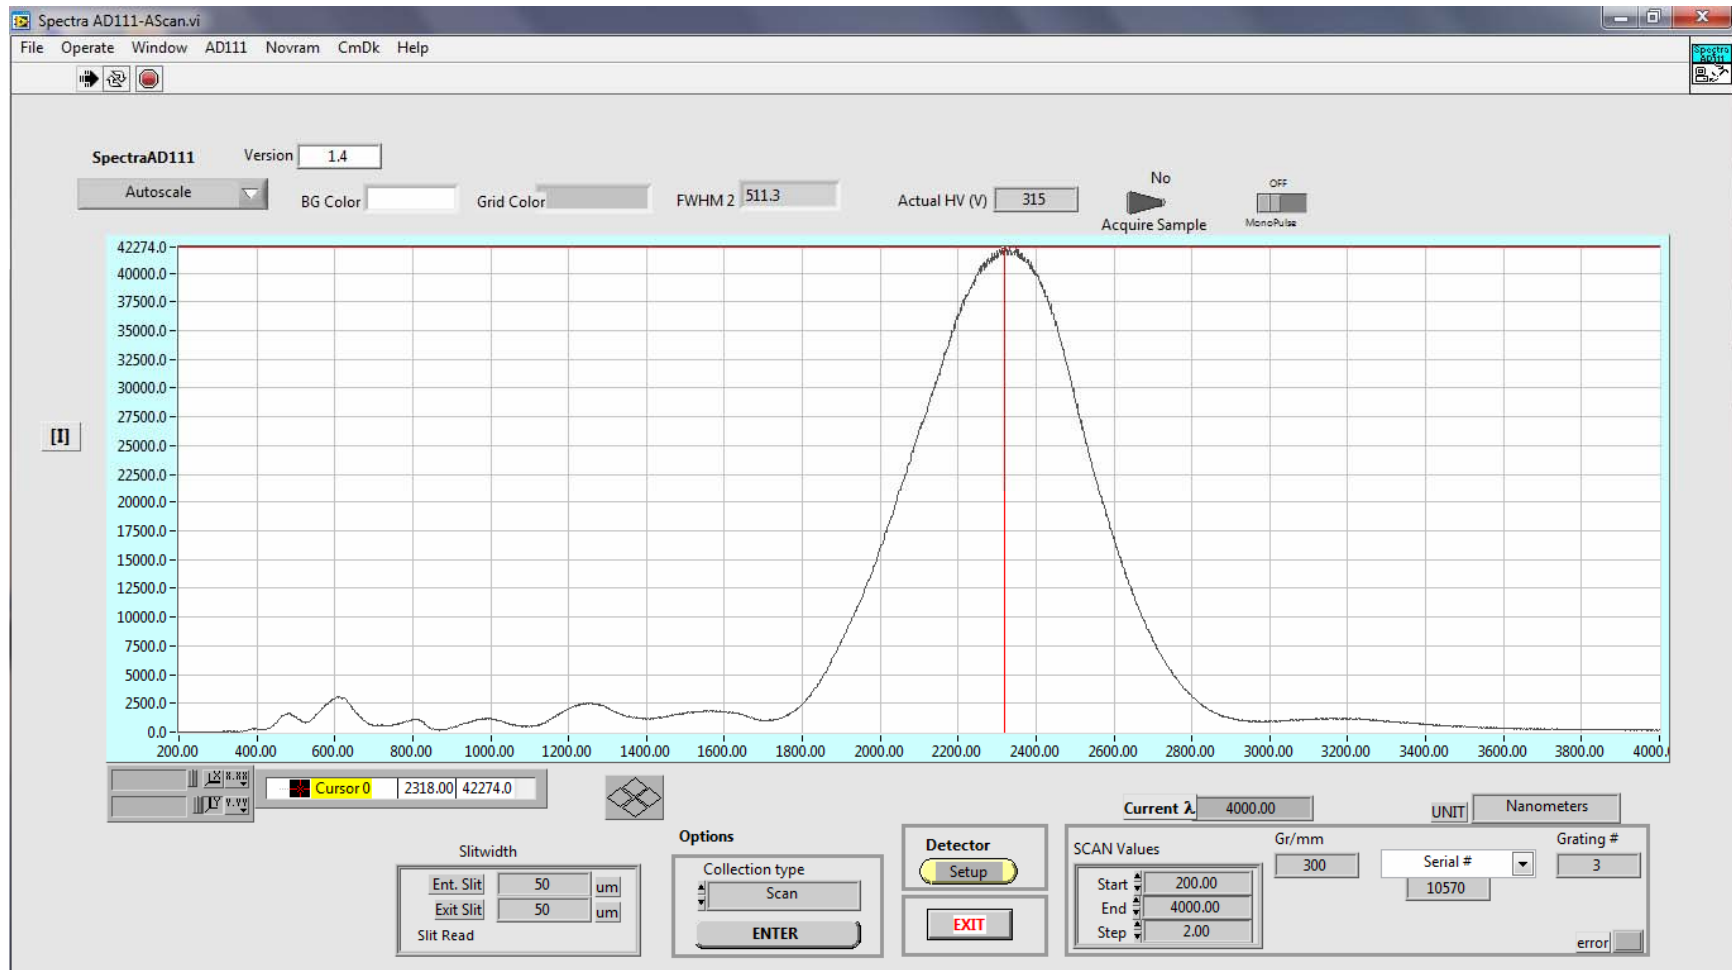 Spectra AD111-AScan.vi
File Operate Window AD111 Novram CmDk Help
Spectra
AD111
SpectraAD111 Version 1.4
Autoscale
BG Color
Grid Color
FWHM 2 511.3
Actual HV (V) 315
No
Acquire Sample
OFF
MonoPulse
[I]
42274.0
40000.0
37500.0
35000.0
32500.0
30000.0
27500.0
25000.0
22500.0
20000.0
17500.0
15000.0
12500.0
10000.0
7500.0
5000.0
2500.0
0.0
200.00 400.00 600.00 800.00 1000.00 1200.00 1400.00 1600.00 1800.00 2000.00 2200.00 2400.00 2600.00 2800.00 3000.00 3200.00 3400.00 3600.00 3800.00 4000.
X X.XX
Y Y.YY
Cursor 0 2318.00 42274.0
Current λ 4000.00
UNIT Nanometers
Slitwidth
Ent. Slit 50 um
Exit Slit 50 um
Slit Read
Options
Collection type
Scan
ENTER
Detector
Setup
EXIT
SCAN Values
Start 200.00
End 4000.00
Step 2.00
Gr/mm
300
Serial #
10570
Grating #
3
error